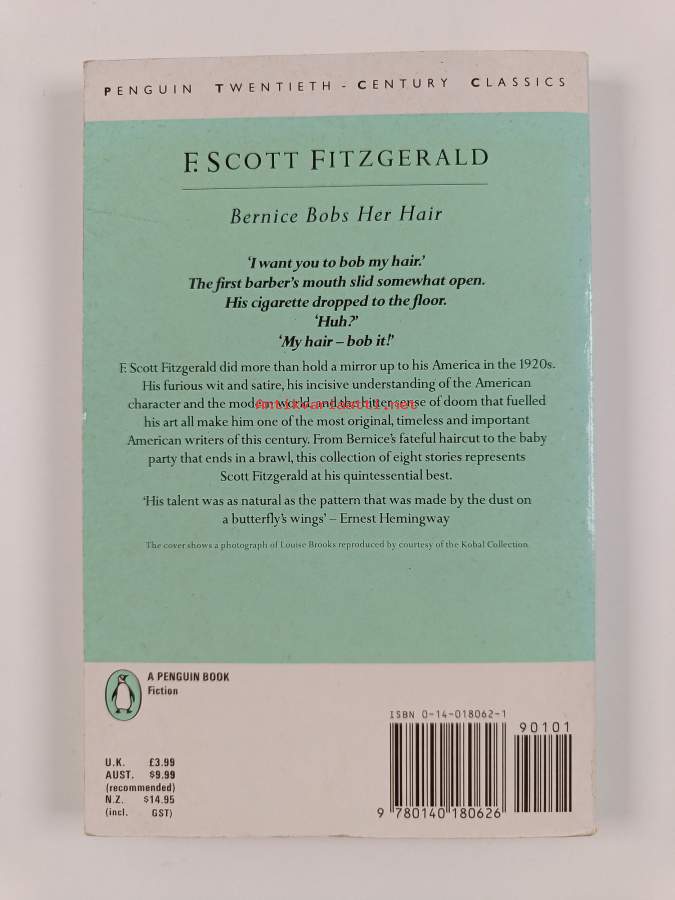 PENGUIN TWENTIETH-CENTURY CLASSICS
F. SCOTT FITZGERALD
Bernice Bobs Her Hair
‘I want you to bob my hair.’
The first barber’s mouth slid somewhat open.
His cigarette dropped to the floor.
‘Huh?’
‘My hair – bob it!’
F. Scott Fitzgerald did more than hold a mirror up to his America in the 1920s.
His furious wit and satire, his incisive understanding of the American
character and the modern world, and the bitter sense of doom that fuelled
antikvariaatti.net
his art all make him one of the most original, timeless and important
American writers of this century. From Bernice’s fateful haircut to the baby
party that ends in a brawl, this collection of eight stories represents
Scott Fitzgerald at his quintessential best.
‘His talent was as natural as the pattern that was made by the dust on
a butterfly’s wings’ – Ernest Hemingway
The cover shows a photograph of Louise Brooks reproduced by courtesy of the Kobal Collection
A PENGUIN BOOK
Fiction
ISBN 0-14-018062-1
90101
9 780140 180626
U.K. £3.99
AUST. $9.99
(recommended)
N.Z. $14.95
(incl. GST)